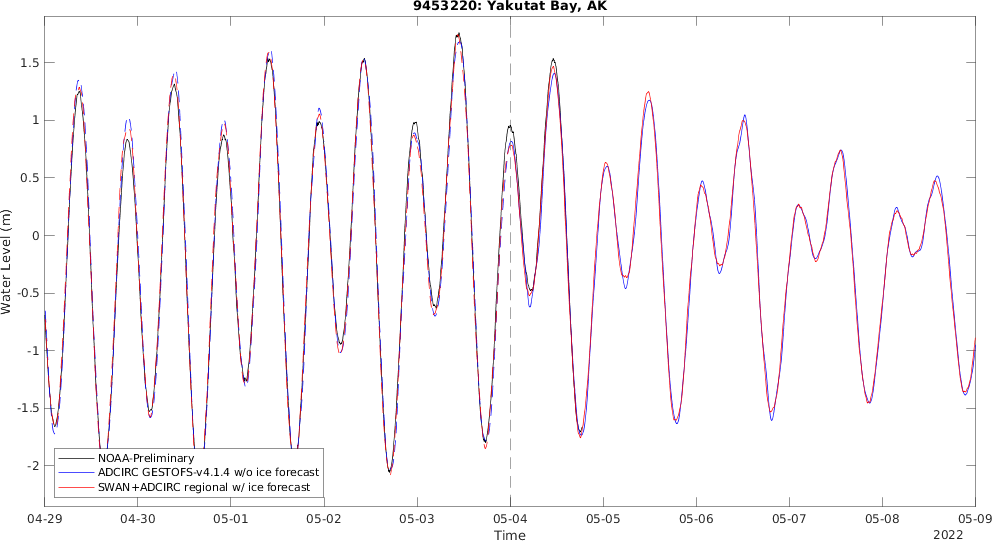 9453220: Yakutat Bay, AK
Water Level (m)
1.5
1
0.5
0
-0.5
-1
-1.5
-2
NOAA-Preliminary
ADCIRC GESTOFS-v4.1.4 w/o ice forecast
SWAN+ADCIRC regional w/ ice forecast
04-29 04-30 05-01 05-02 05-03 05-04 05-05 05-06 05-07 05-08 05-09
Time
2022